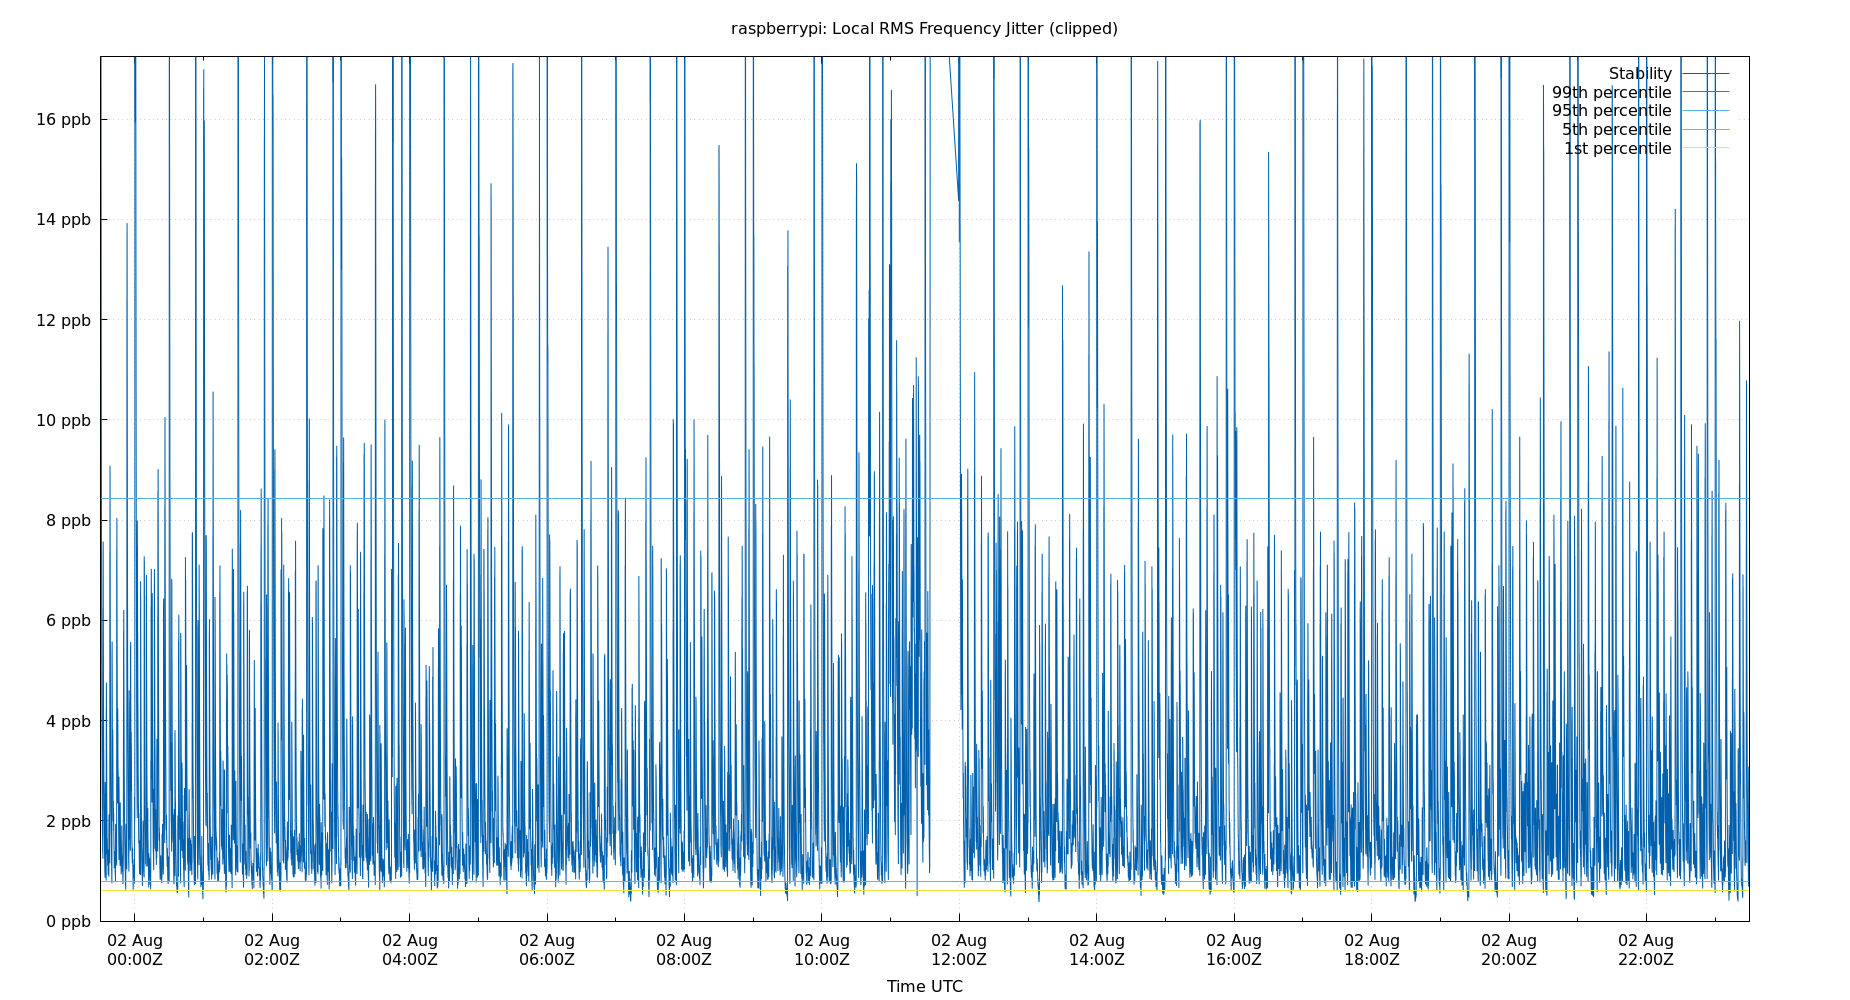 raspberrypi: Local RMS Frequency Jitter (clipped)
Stability
99th percentile
95th percentile
5th percentile
1st percentile
16 ppb
14 ppb
12 ppb
10 ppb
8 ppb
6 ppb
4 ppb
2 ppb
0 ppb
02 Aug 02 Aug 02 Aug 02 Aug 02 Aug 02 Aug 02 Aug 02 Aug 02 Aug 02 Aug 02 Aug 02 Aug
00:00Z 02:00Z 04:00Z 06:00Z 08:00Z 10:00Z 12:00Z 14:00Z 16:00Z 18:00Z 20:00Z 22:00Z
Time UTC